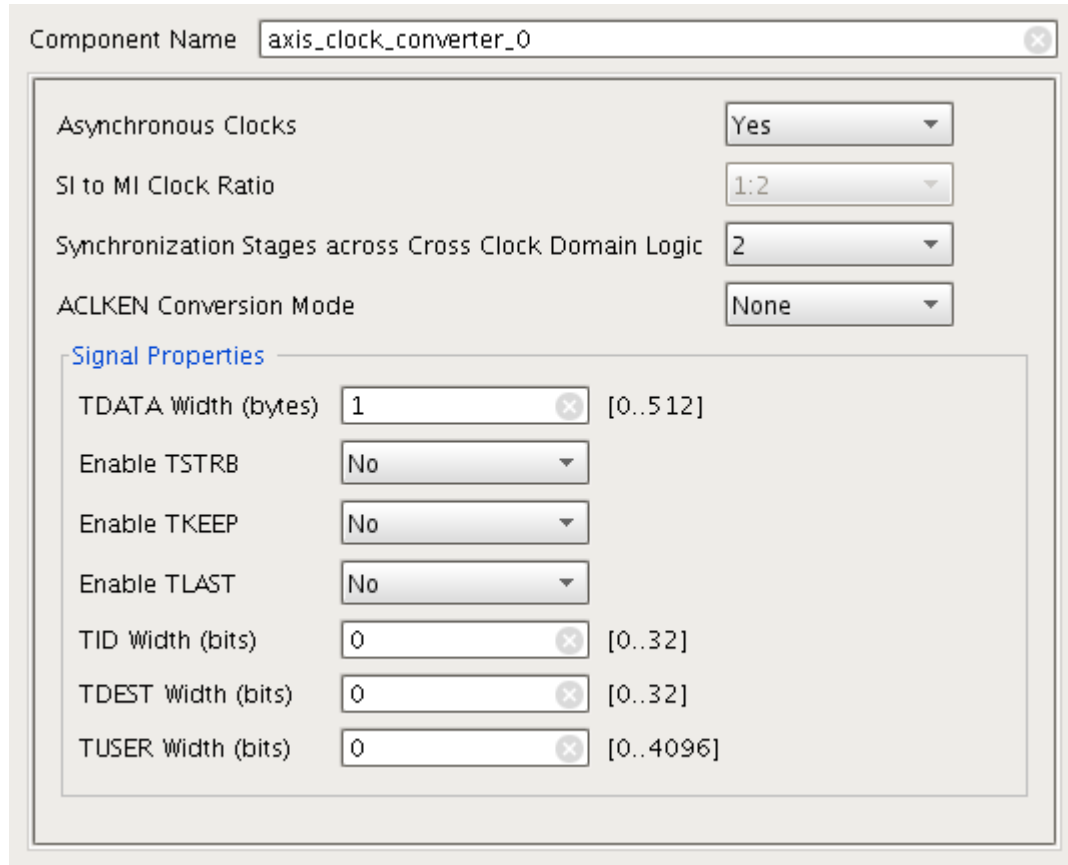 Component Name axis_clock_converter_0
Asynchronous Clocks Yes
SI to MI Clock Ratio 1:2
Synchronization Stages across Cross Clock Domain Logic 2
ACLKEN Conversion Mode None
Signal Properties
TDATA Width (bytes) 1 [0..512]
Enable TSTRB No
Enable TKEEP No
Enable TLAST No
TID Width (bits) 0 [0..32]
TDEST Width (bits) 0 [0..32]
TUSER Width (bits) 0 [0..4096]